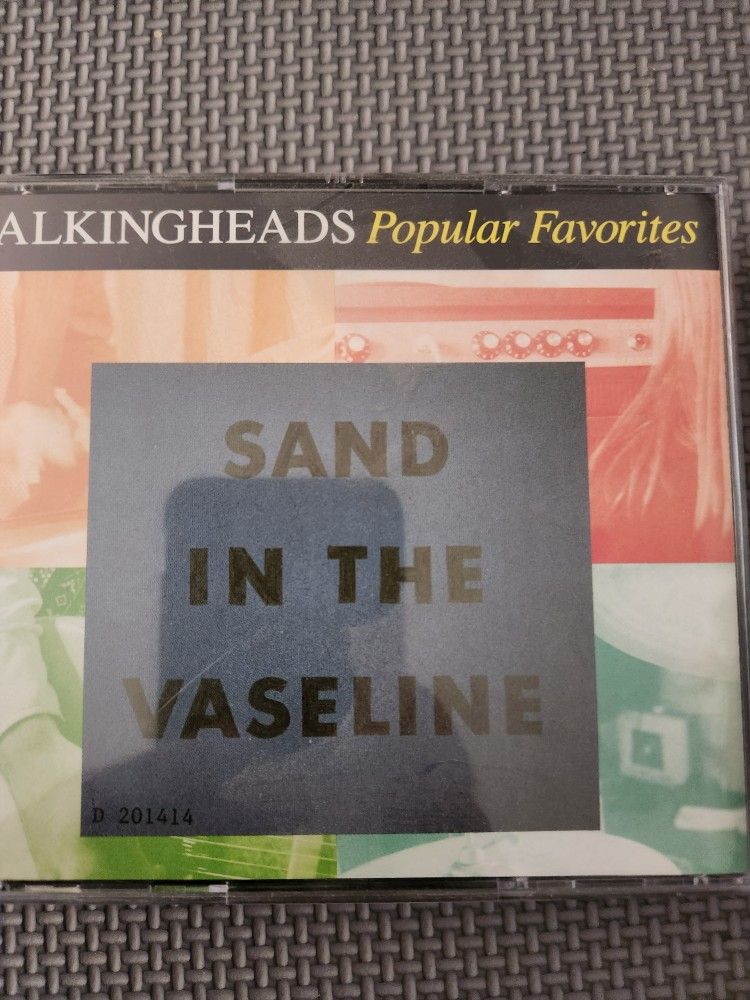 ALKINGHEADS Popular Favorites
SAND
IN THE
VASELINE
D 201414